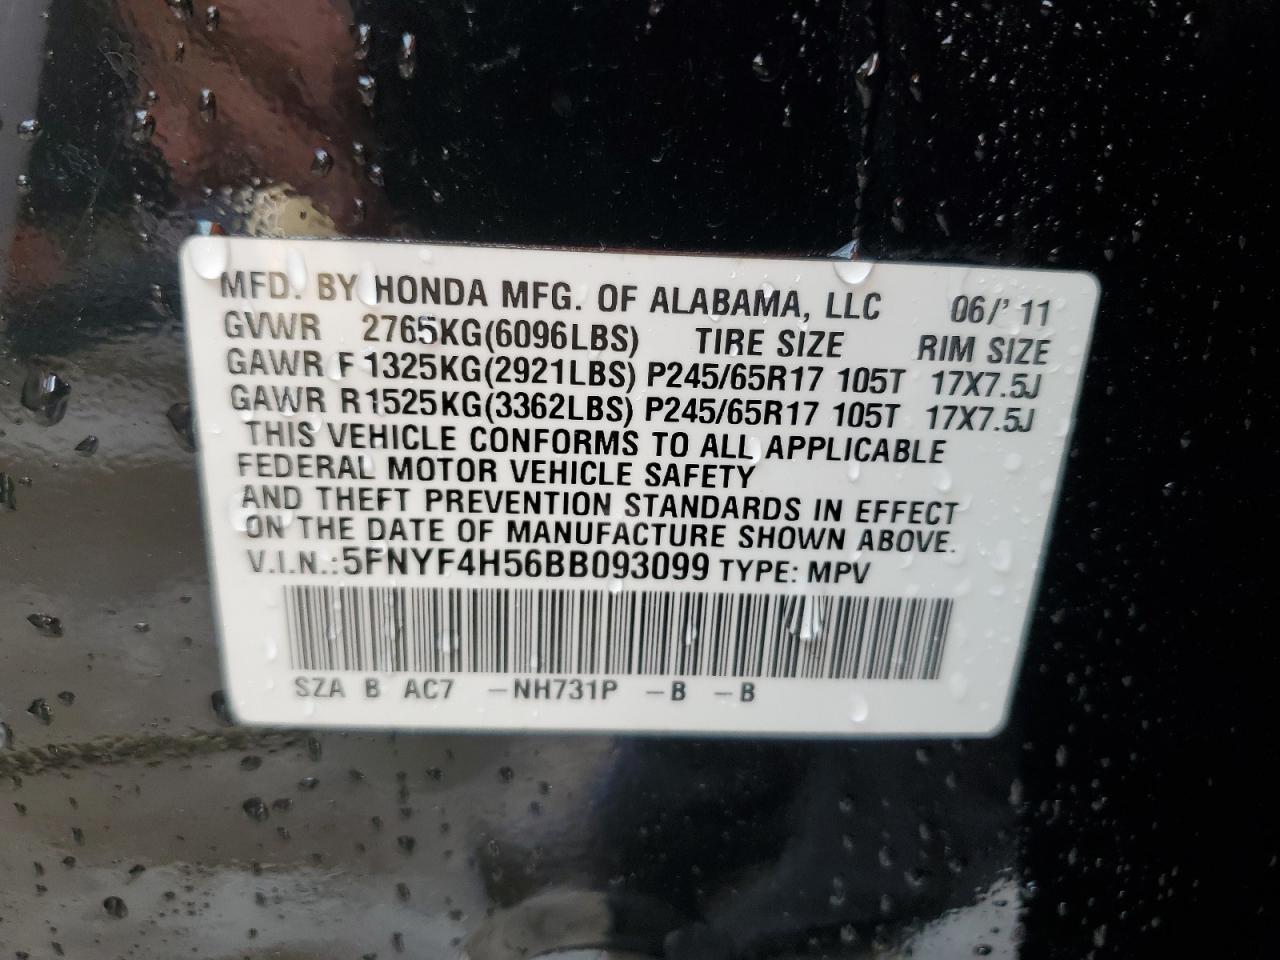 MFD. BY HONDA MFG. OF ALABAMA, LLC 06/'11
GVWR 2765KG(6096LBS) TIRE SIZE RIM SIZE
GAWR F 1325KG(2921LBS) P245/65R17 105T 17X7.5J
GAWR R1525KG(3362LBS) P245/65R17 105T 17X7.5J
THIS VEHICLE CONFORMS TO ALL APPLICABLE
FEDERAL MOTOR VEHICLE SAFETY
AND THEFT PREVENTION STANDARDS IN EFFECT
ON THE DATE OF MANUFACTURE SHOWN ABOVE.
V.I.N.:5FNYF4H56BB093099 TYPE: MPV
SZA B AC7 -NH731P -B -B